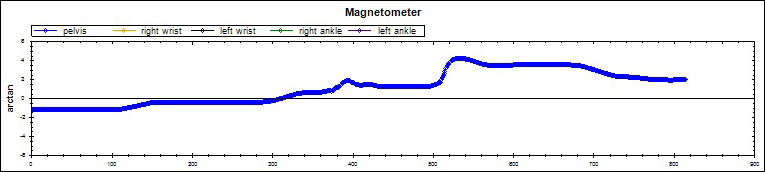 Magnetometer
pelvis right wrist left wrist right ankle left ankle
arctan
6
4
2
0
-2
-4
-6
0 100 200 300 400 500 600 700 800 900